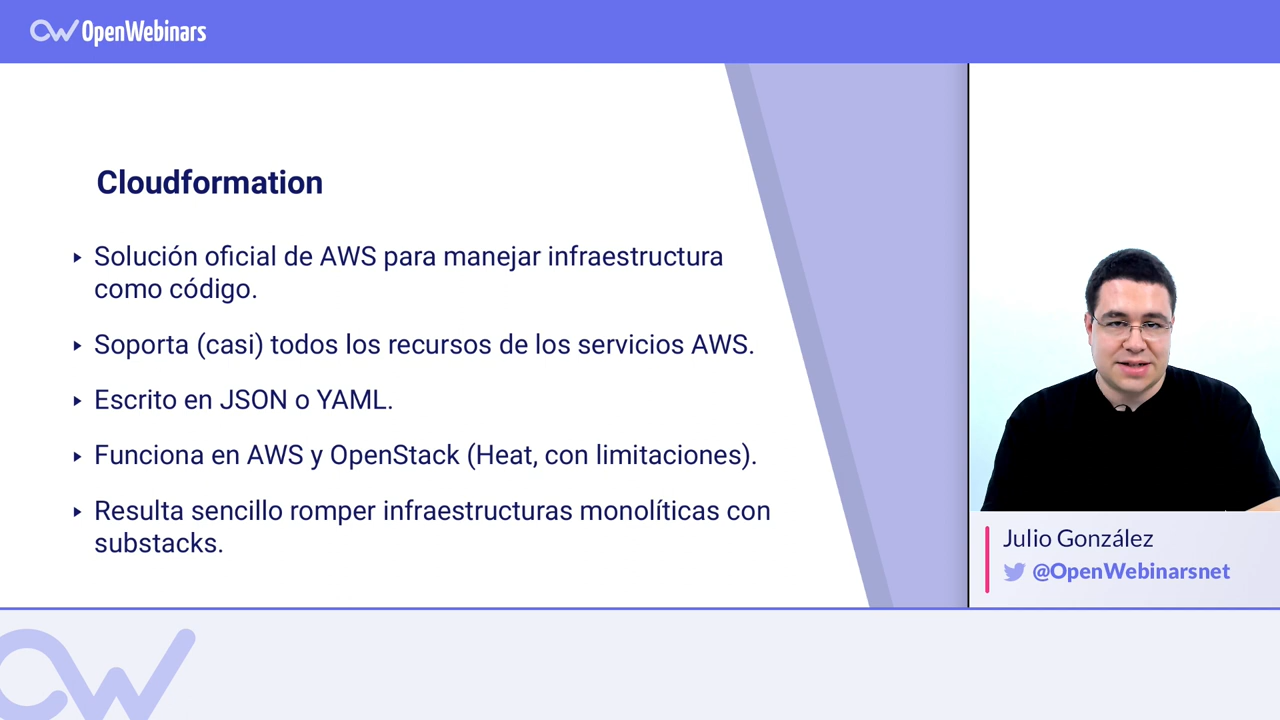 OpenWebinars
Cloudformation
Solución oficial de AWS para manejar infraestructura
como código.
Soporta (casi) todos los recursos de los servicios AWS.
Escrito en JSON o YAML.
Funciona en AWS y OpenStack (Heat, con limitaciones).
Resulta sencillo romper infraestructuras monolíticas con
substacks.
Julio González
@OpenWebinarsnet